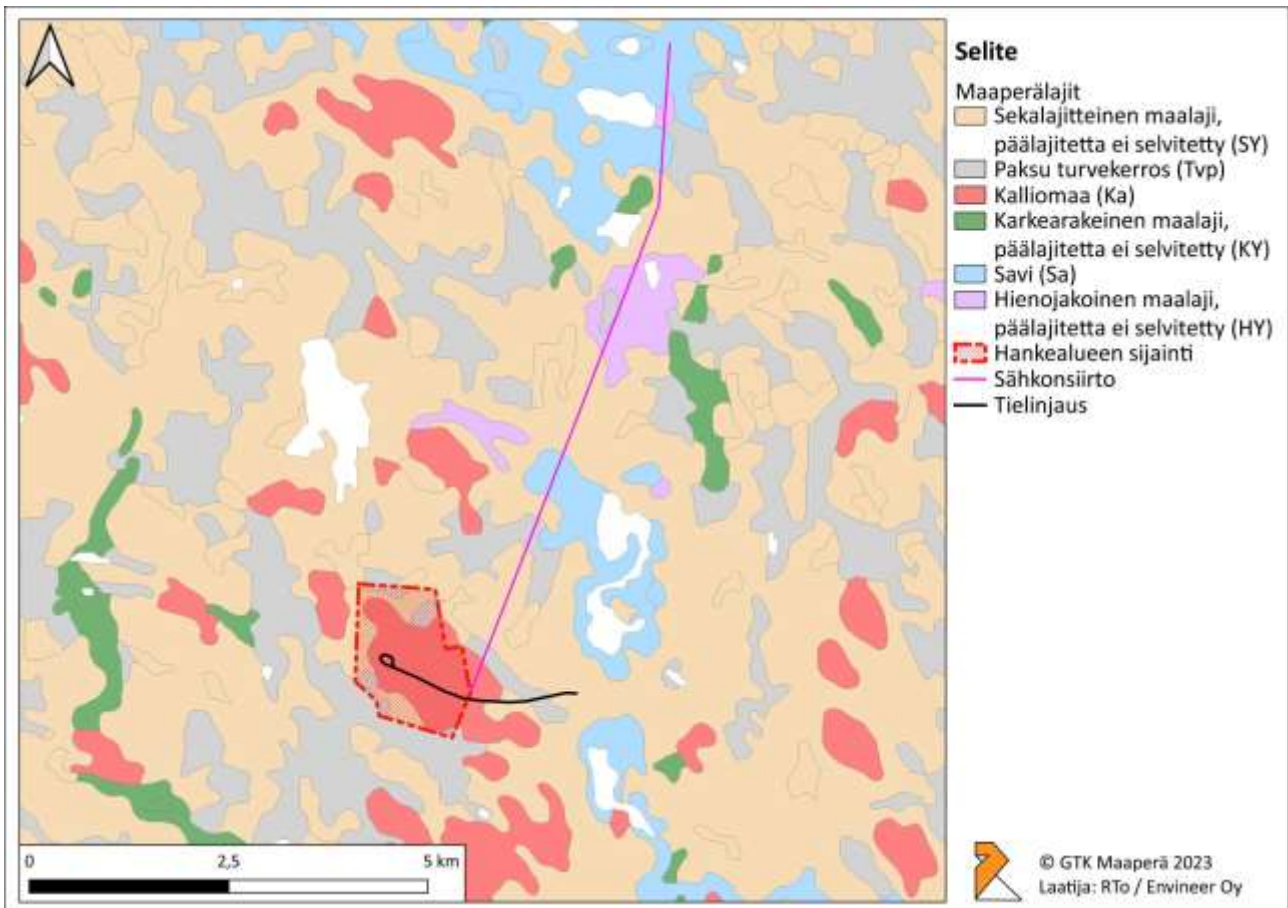 Selite
Maaperälajit
Sekalajitteinen maalaji,
päälajitetta ei selvitetty (SY)
Paksu turvekerros (Tvp)
Kalliomaa (Ka)
Karkearakeinen maalaji,
päälajitetta ei selvitetty (KY)
Savi (Sa)
Hienojakoinen maalaji,
päälajitetta ei selvitetty (HY)
Hankealueen sijainti
Sähkonsiirto
Tielinjaus
0 2,5 5 km
© GTK Maaperä 2023
Laatija: RTo / Envineer Oy